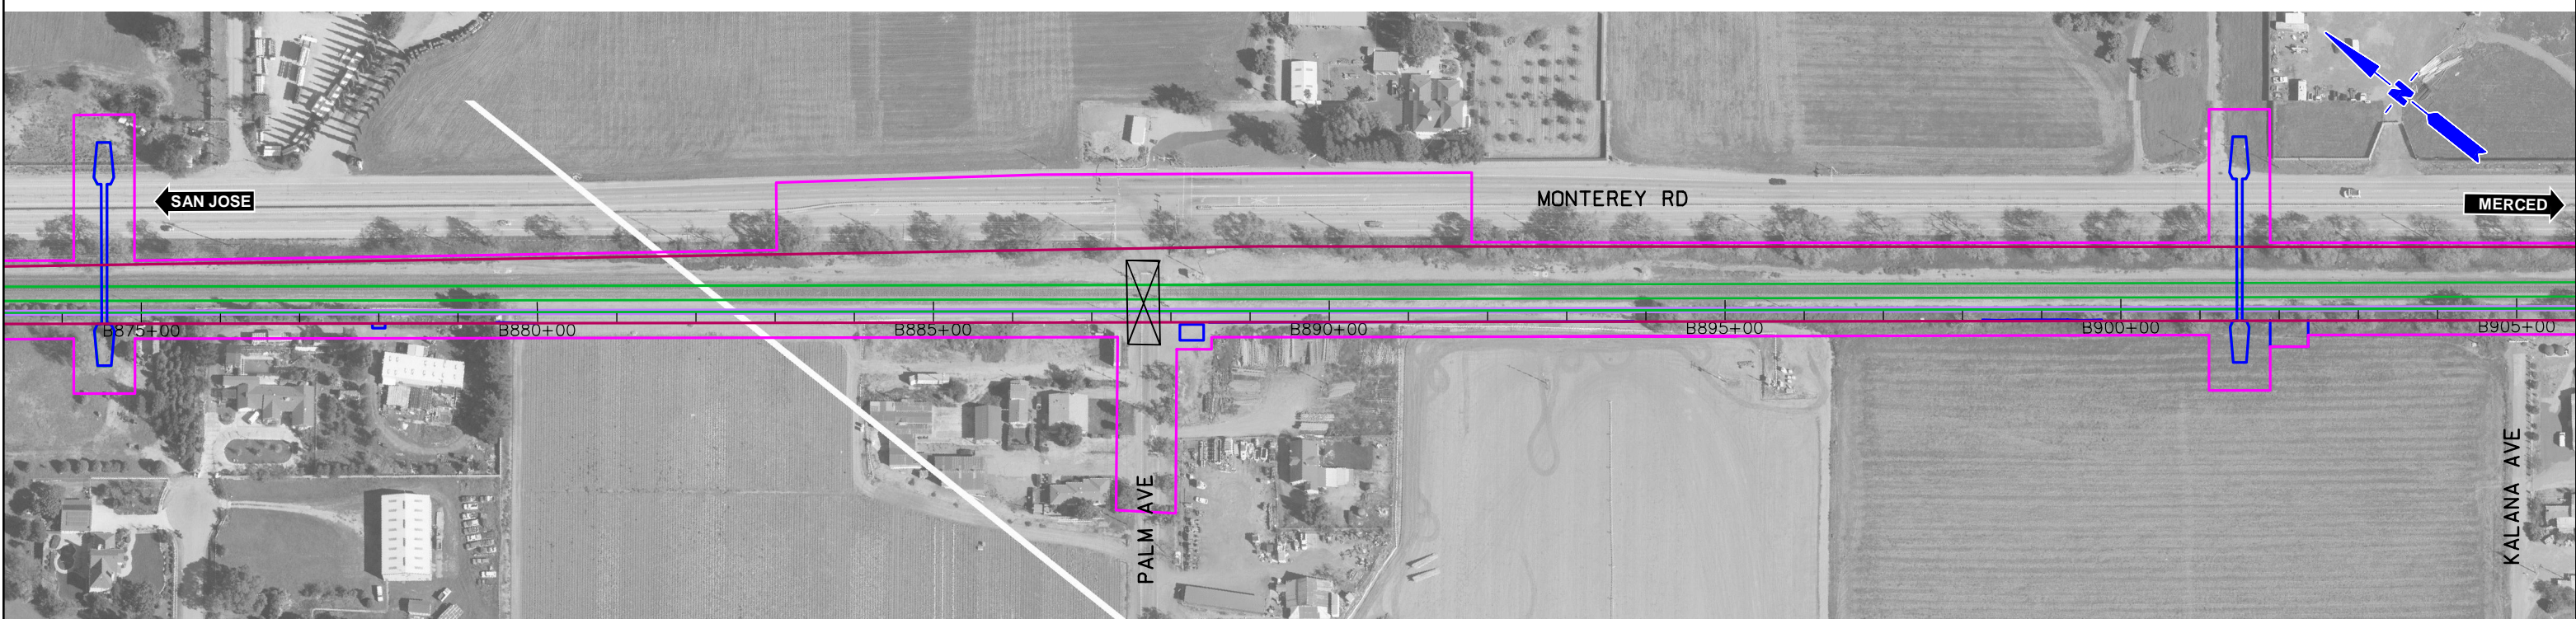 N
SAN JOSE
MONTEREY RD
MERCED
B875+00
B880+00
B885+00
B890+00
B895+00
B900+00
B905+00
PALM AVE
KALANA AVE